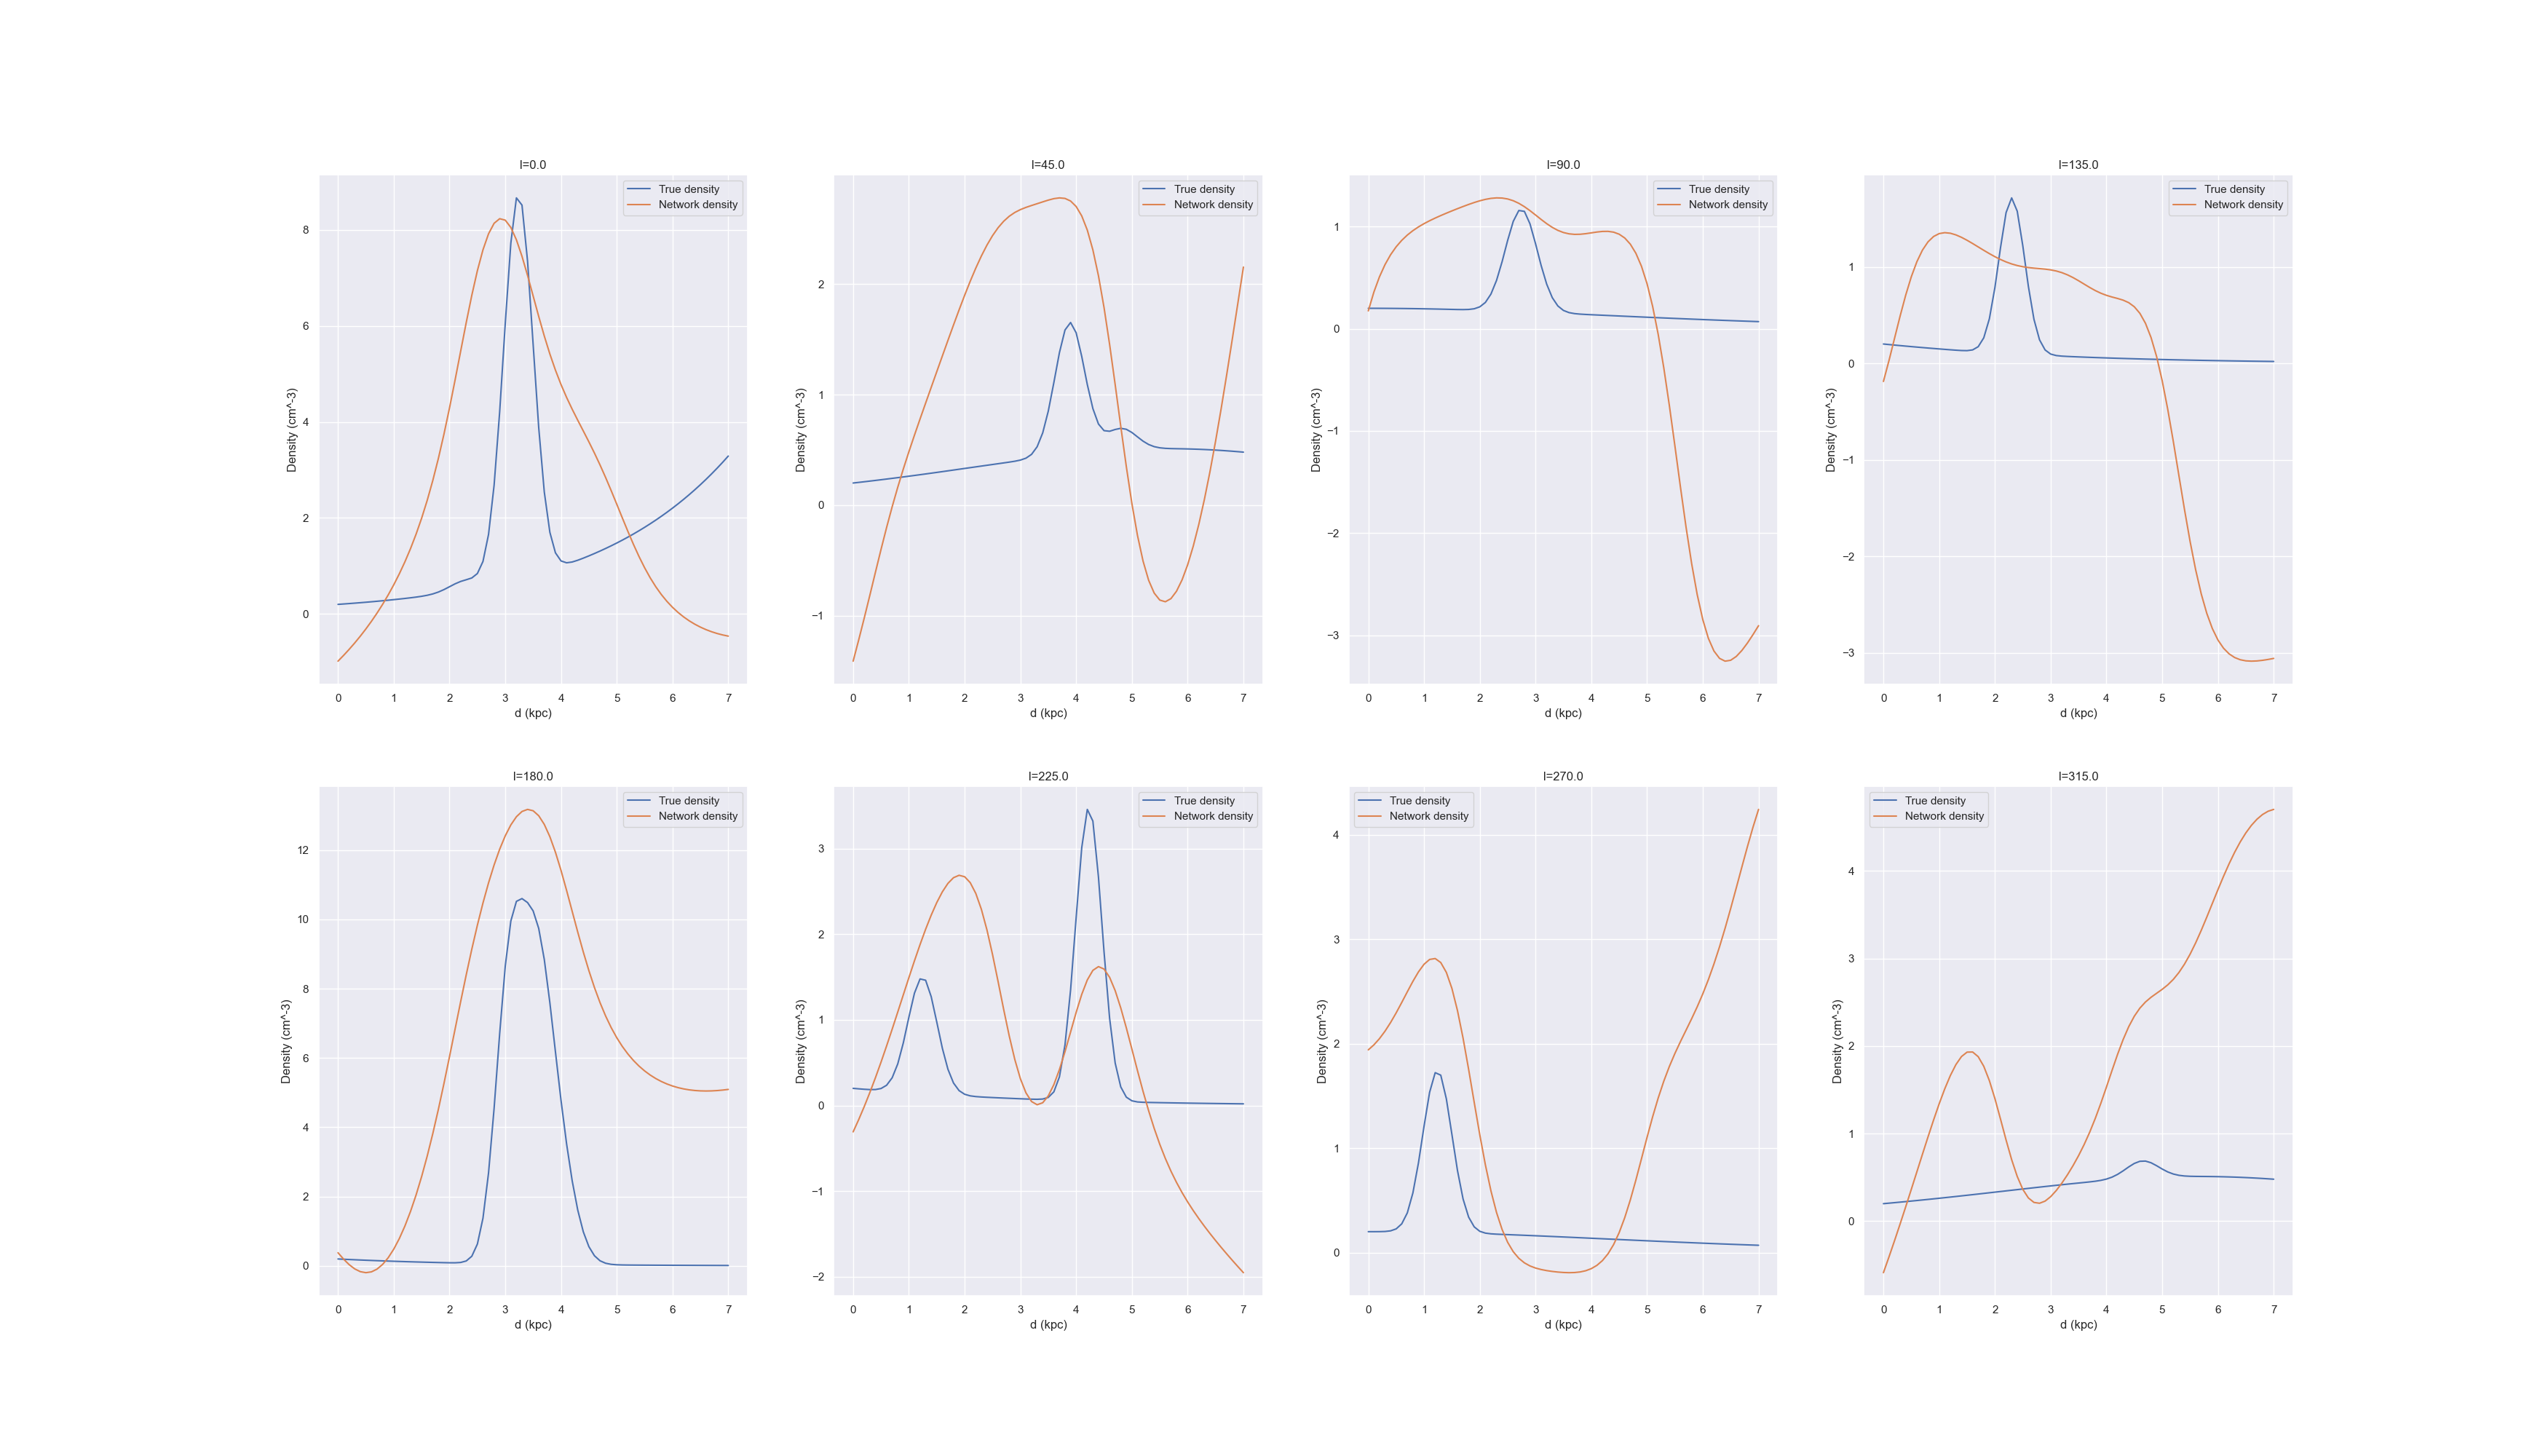 l=0.0
True density
Network density
8
6
4
2
0
Density (cm^-3)
0 1 2 3 4 5 6 7
d (kpc)
l=45.0
True density
Network density
2
1
0
−1
Density (cm^-3)
0 1 2 3 4 5 6 7
d (kpc)
l=90.0
True density
Network density
1
0
−1
−2
−3
Density (cm^-3)
0 1 2 3 4 5 6 7
d (kpc)
l=135.0
True density
Network density
1
0
−1
−2
−3
Density (cm^-3)
0 1 2 3 4 5 6 7
d (kpc)
l=180.0
True density
Network density
12
10
8
6
4
2
0
Density (cm^-3)
0 1 2 3 4 5 6 7
d (kpc)
l=225.0
True density
Network density
3
2
1
0
−1
−2
Density (cm^-3)
0 1 2 3 4 5 6 7
d (kpc)
l=270.0
True density
Network density
4
3
2
1
0
Density (cm^-3)
0 1 2 3 4 5 6 7
d (kpc)
l=315.0
True density
Network density
4
3
2
1
0
Density (cm^-3)
0 1 2 3 4 5 6 7
d (kpc)